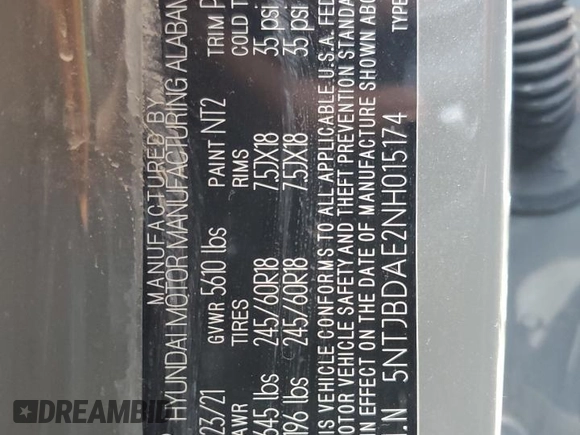 MANUFACTURED BY
HYUNDAI MOTOR MANUFACTURING ALABAN
23/21 GVWR 5610 lbs PAINT NT2 TRIM
AWR TIRES RIMS COLD T
645 lbs 245/60R18 7.5JX18 35 psi
196 lbs 245/60R18 7.5JX18 35 psi
IS VEHICLE CONFORMS TO ALL APPLICABLE U.S.A. FED
MOTOR VEHICLE SAFETY AND THEFT PREVENTION STANDA
IN EFFECT ON THE DATE OF MANUFACTURE SHOWN ABO
I.N 5NTJBDAE2NH015174 TYPE
DREAMBID